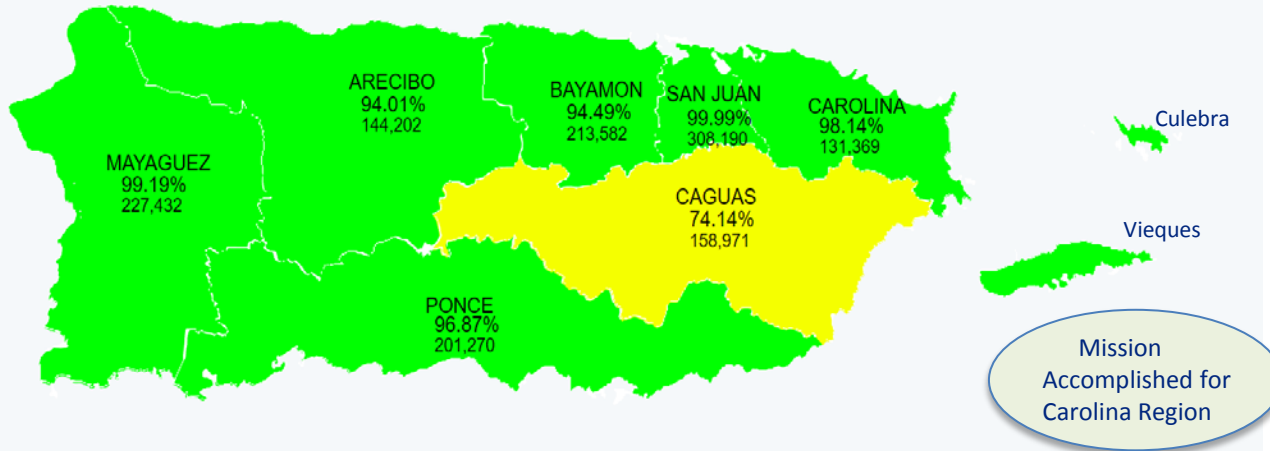 ARECIBO
94.01%
144,202
BAYAMON
94.49%
213,582
SAN JUAN
99.99%
308,190
CAROLINA
98.14%
131,369
Culebra
MAYAGUEZ
99.19%
227,432
CAGUAS
74.14%
158,971
Vieques
PONCE
96.87%
201,270
Mission
Accomplished for
Carolina Region